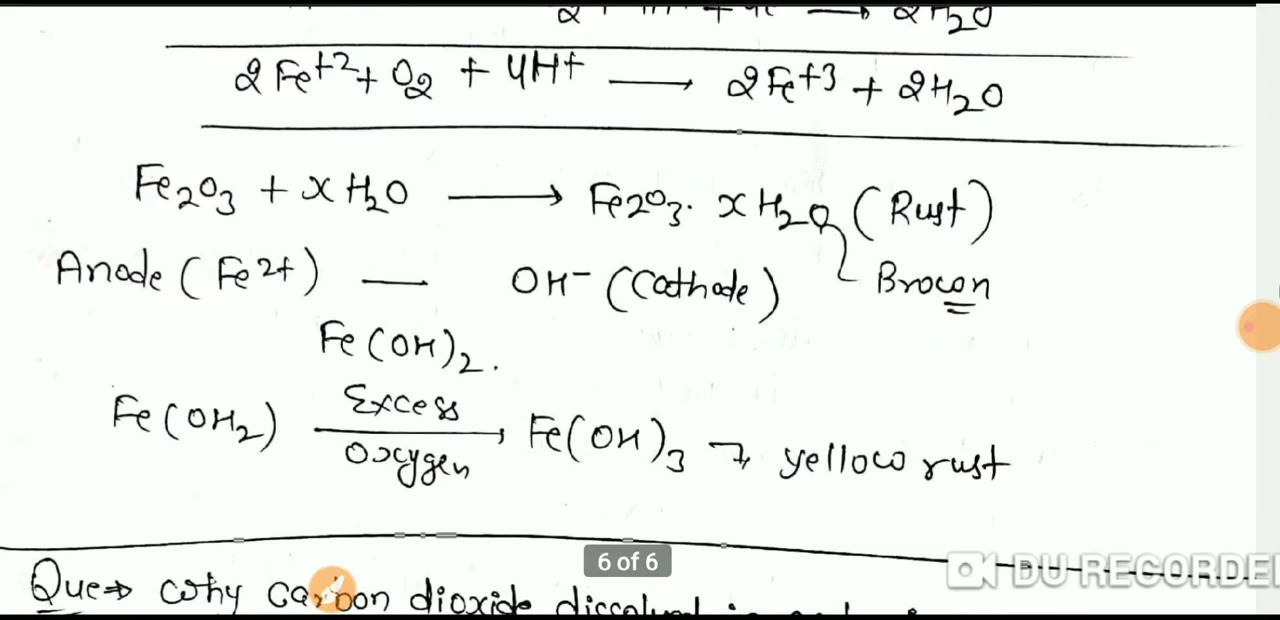 2Fe+2 + O2 + 4H+ → 2Fe+3 + 2H2O
Fe2O3 + xH2O → Fe2O3. xH2O (Rust)
Brown
Anode (Fe2+) — OH- (Cathode)
Fe(OH)2.
Fe(OH2) Excess Oxygen → Fe(OH)3 → yellow rust
6 of 6
DU RECORDER
Que⇒ Why carbon dioxide